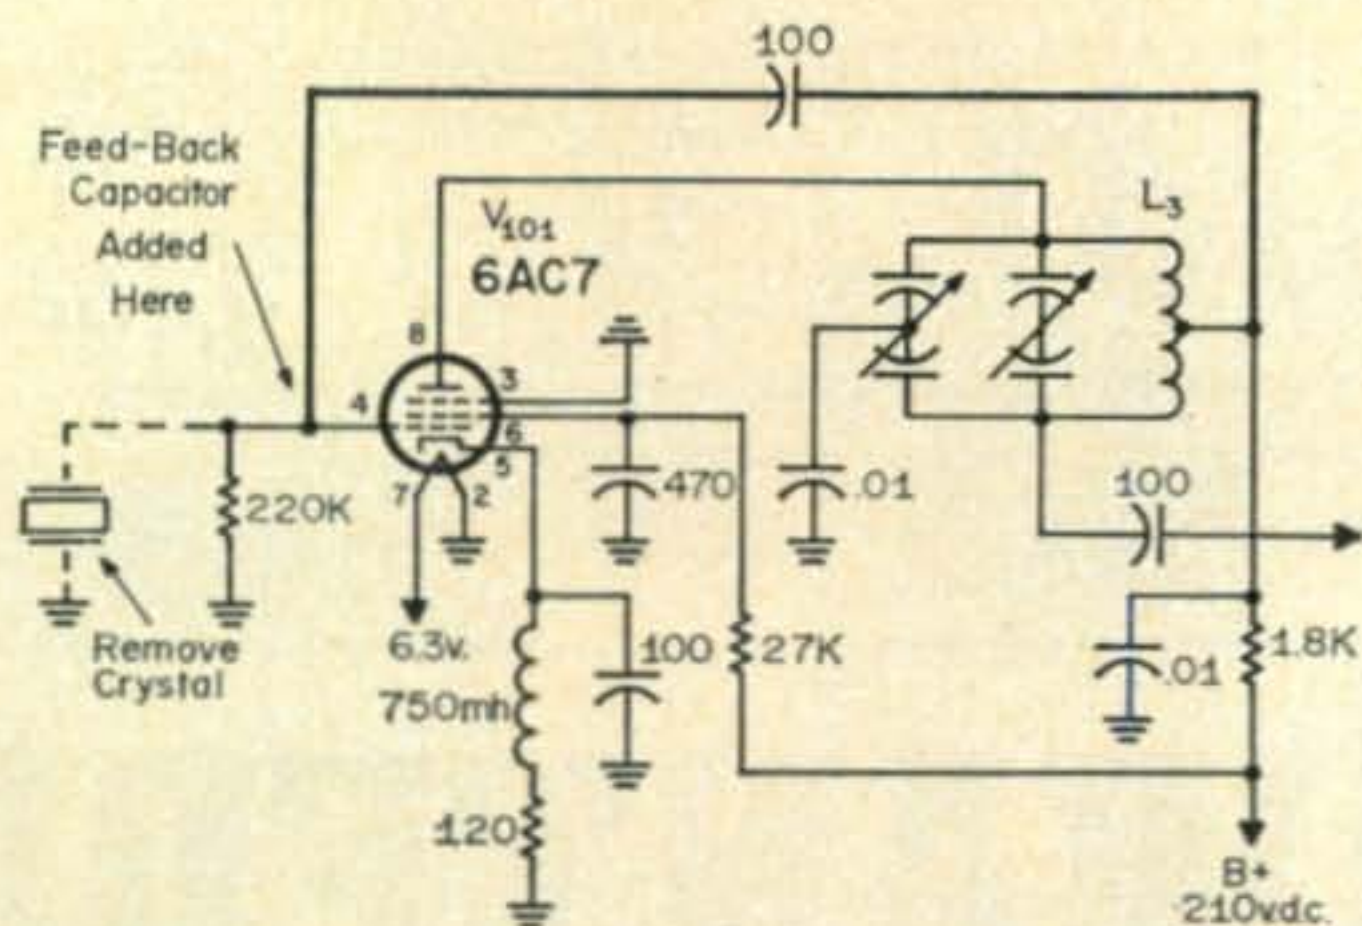 100
Feed-Back
Capacitor
Added
Here
V101
6AC7
L3
8
3
4
6
5
7
2
220K
470
.01
100
Remove
Crystal
6.3v.
750mh
100
27K
.01
1.8K
120
B+
210vdc.